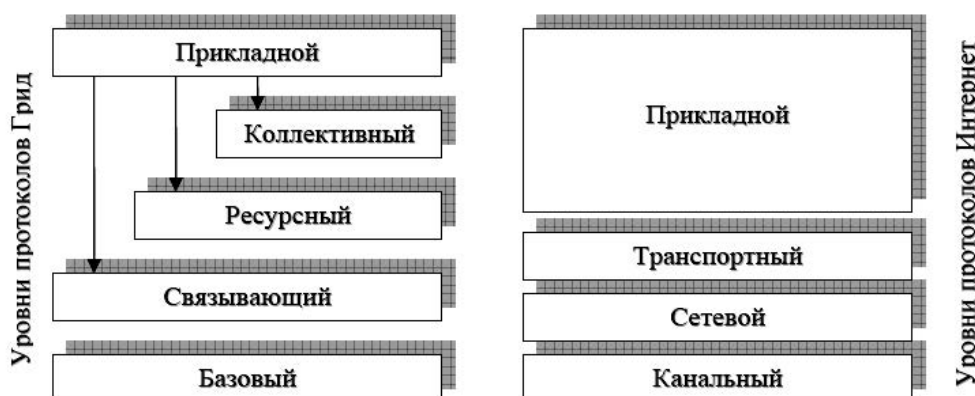 Уровни протоколов Грид
Прикладной
Коллективный
Ресурсный
Связывающий
Базовый
Прикладной
Транспортный
Сетевой
Канальный
Уровни протоколов Интернет